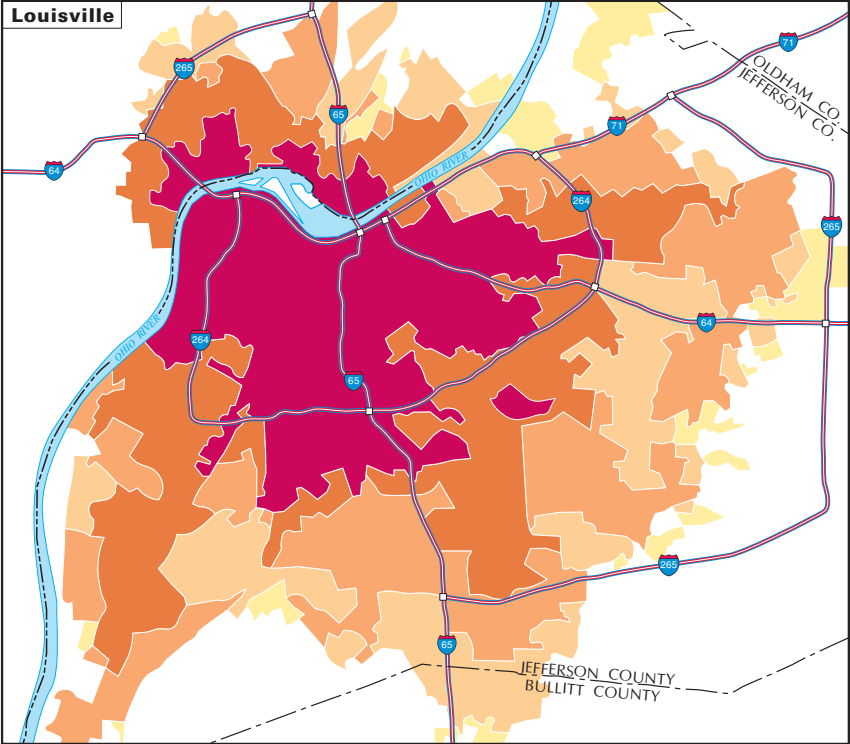 Louisville
71
265
OLDHAM CO.
JEFFERSON CO.
65
71
64
OHIO RIVER
264
265
OHIO RIVER
264
64
65
265
65
JEFFERSON COUNTY
BULLITT COUNTY